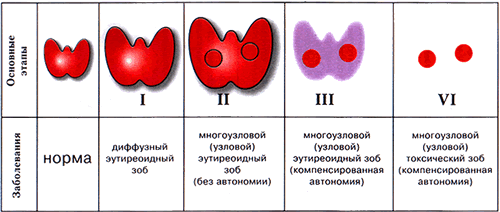 Основные
этапы
I
II
III
VI
Заболевания
норма
диффузный
эутиреоидный
зоб
многоузловой
(узловой)
эутиреоидный
зоб
(без автономии)
многоузловой
(узловой)
эутиреодный зоб
(компенсированная
автономия)
многоузловой
(узловой)
токсический зоб
(компенсированная
автономия)